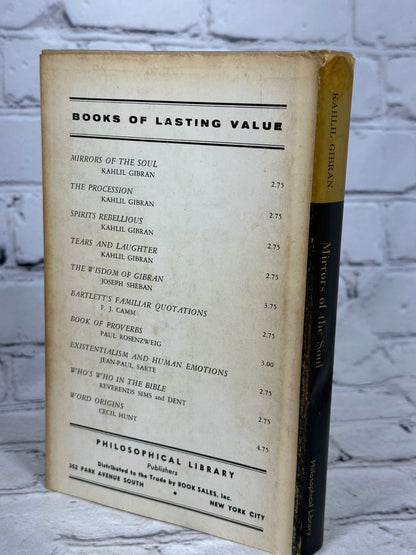 BOOKS OF LASTING VALUE
MIRRORS OF THE SOUL
KAHLIL GIBRAN 2.75
THE PROCESSION
KAHLIL GIBRAN 2.75
SPIRITS REBELLIOUS
KAHLIL GIBRAN 2.75
TEARS AND LAUGHTER
KAHLIL GIBRAN 2.75
THE WISDOM OF GIBRAN
JOSEPH SHEBAN 3.75
BARTLETT'S FAMILIAR QUOTATIONS
F. J. CAMM 2.75
BOOK OF PROVERBS
PAUL ROSENZWEIG 3.00
EXISTENTIALISM AND HUMAN EMOTIONS
JEAN-PAUL SARTE 2.75
WHO'S WHO IN THE BIBLE
REVERENDS SIMS and DENT 2.75
WORD ORIGINS
CECIL HUNT 4.75
PHILOSOPHICAL LIBRARY
Publishers
Distributed to the Trade by BOOK SALES, Inc.
352 PARK AVENUE SOUTH • NEW YORK CITY
KAHLIL GIBRAN
Mirrors of the Soul
Philosophical Library